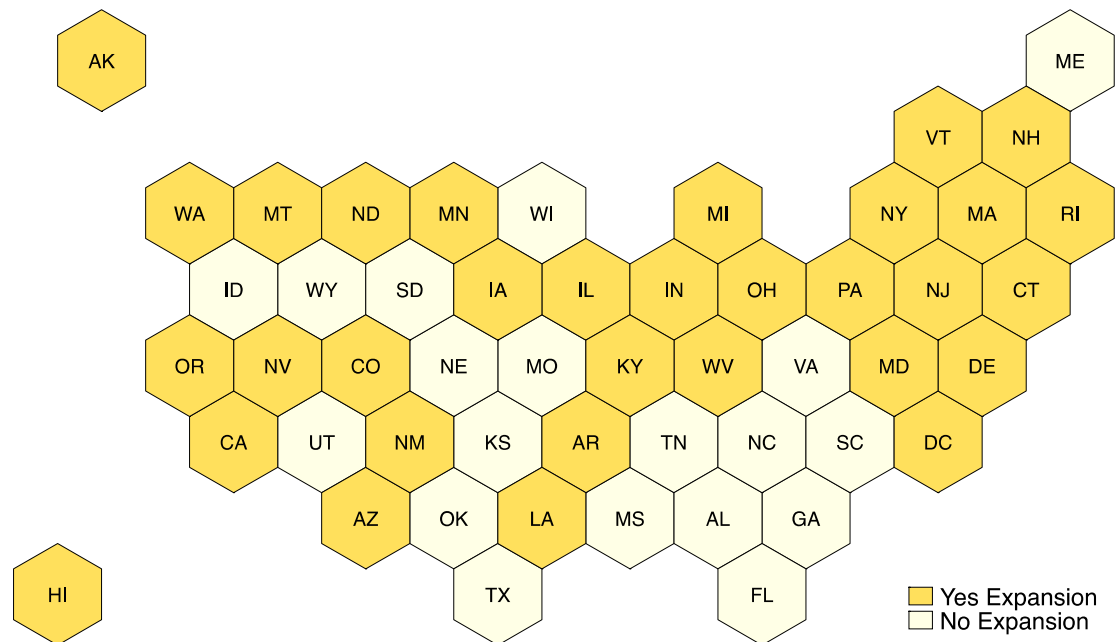 AK
ME
VT NH
WA MT ND MN WI MI NY MA RI
ID WY SD IA IL IN OH PA NJ CT
OR NV CO NE MO KY WV VA MD DE
CA UT NM KS AR TN NC SC DC
AZ OK LA MS AL GA
HI TX FL
Yes Expansion
No Expansion